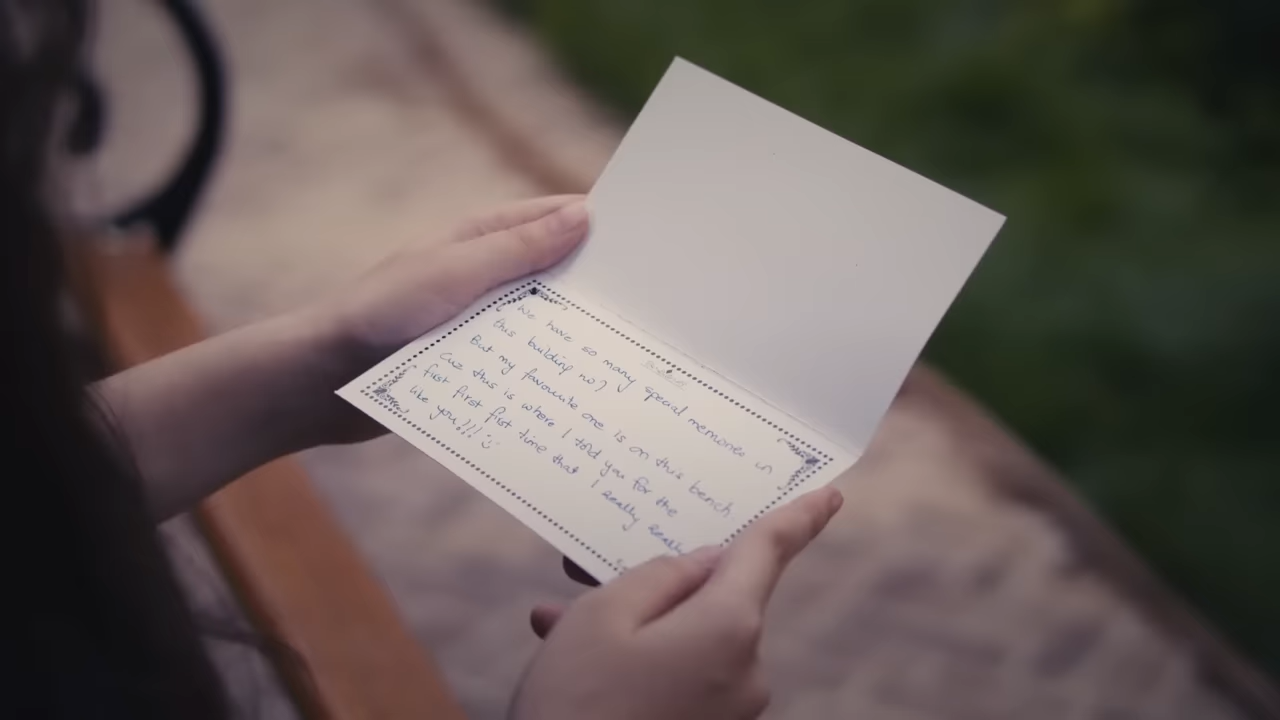 We have so many special memories in
this building no?
But my favourite one is on this bench
Cuz this is where I told you for the
first first first time that I really really
like you!!! :)